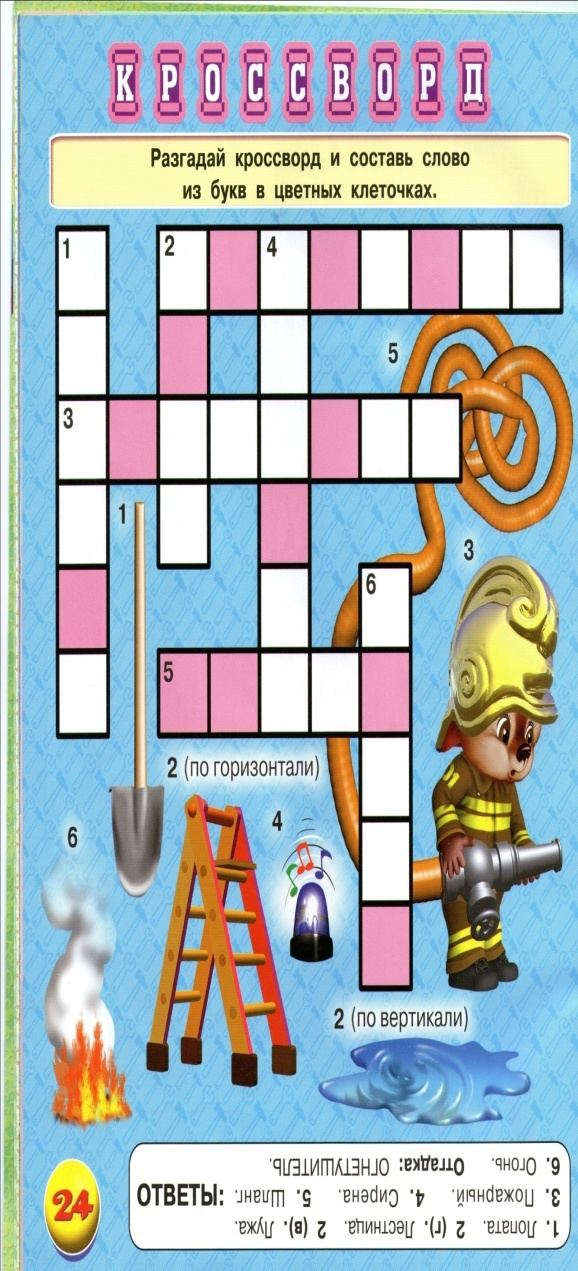 КРОССВОРД
Разгадай кроссворд и составь слово
из букв в цветных клеточках.
1
2
4
5
3
1
3
6
5
2 (по горизонтали)
4
6
2 (по вертикали)
24
ОТВЕТЫ:
1. Лопата. 2 (г). Лестница. 2 (в). Лужа.
3. Пожарный. 4. Сирена. 5. Шланг.
6. Огонь. Отгадка: ОГНЕТУШИТЕЛЬ.